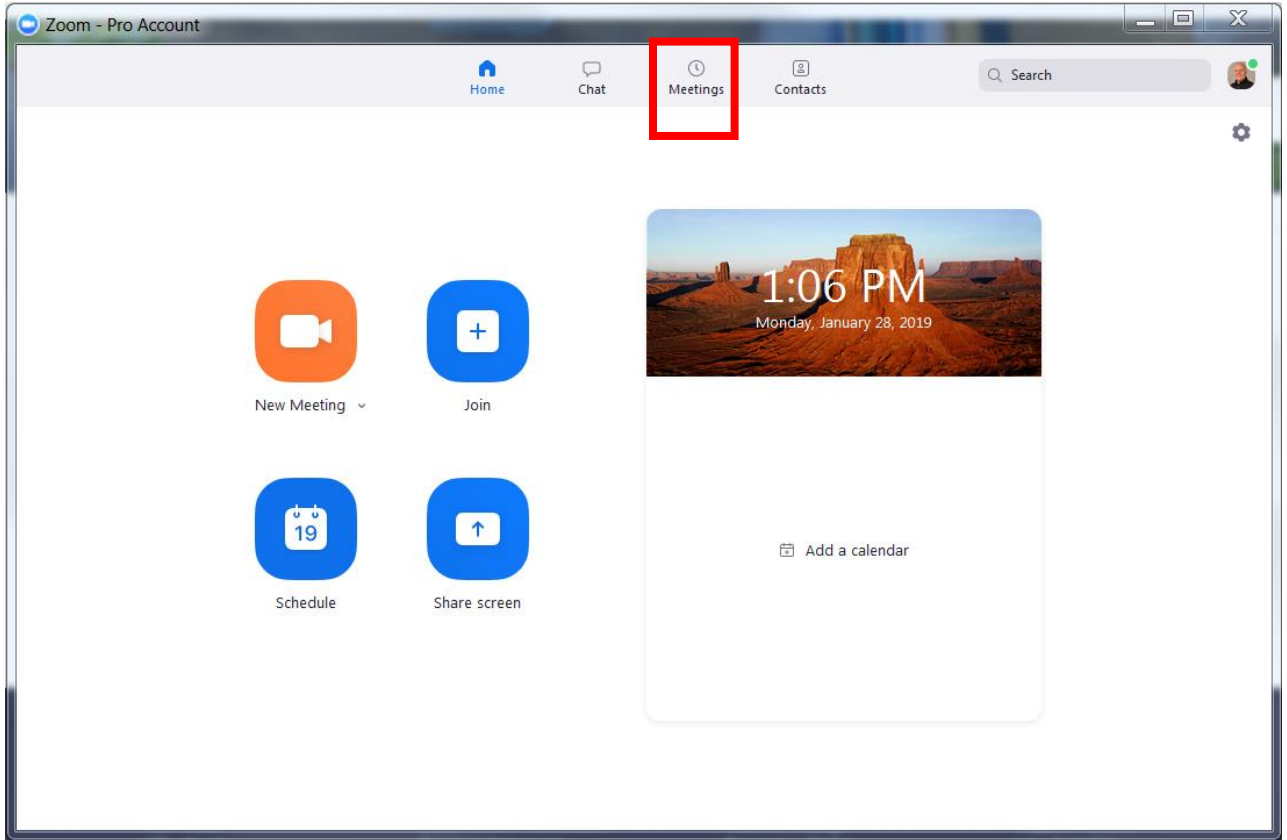 Zoom - Pro Account
Home
Chat
Meetings
Contacts
Search
1:06 PM
Monday, January 28, 2019
New Meeting
Join
19
Schedule
Share screen
Add a calendar